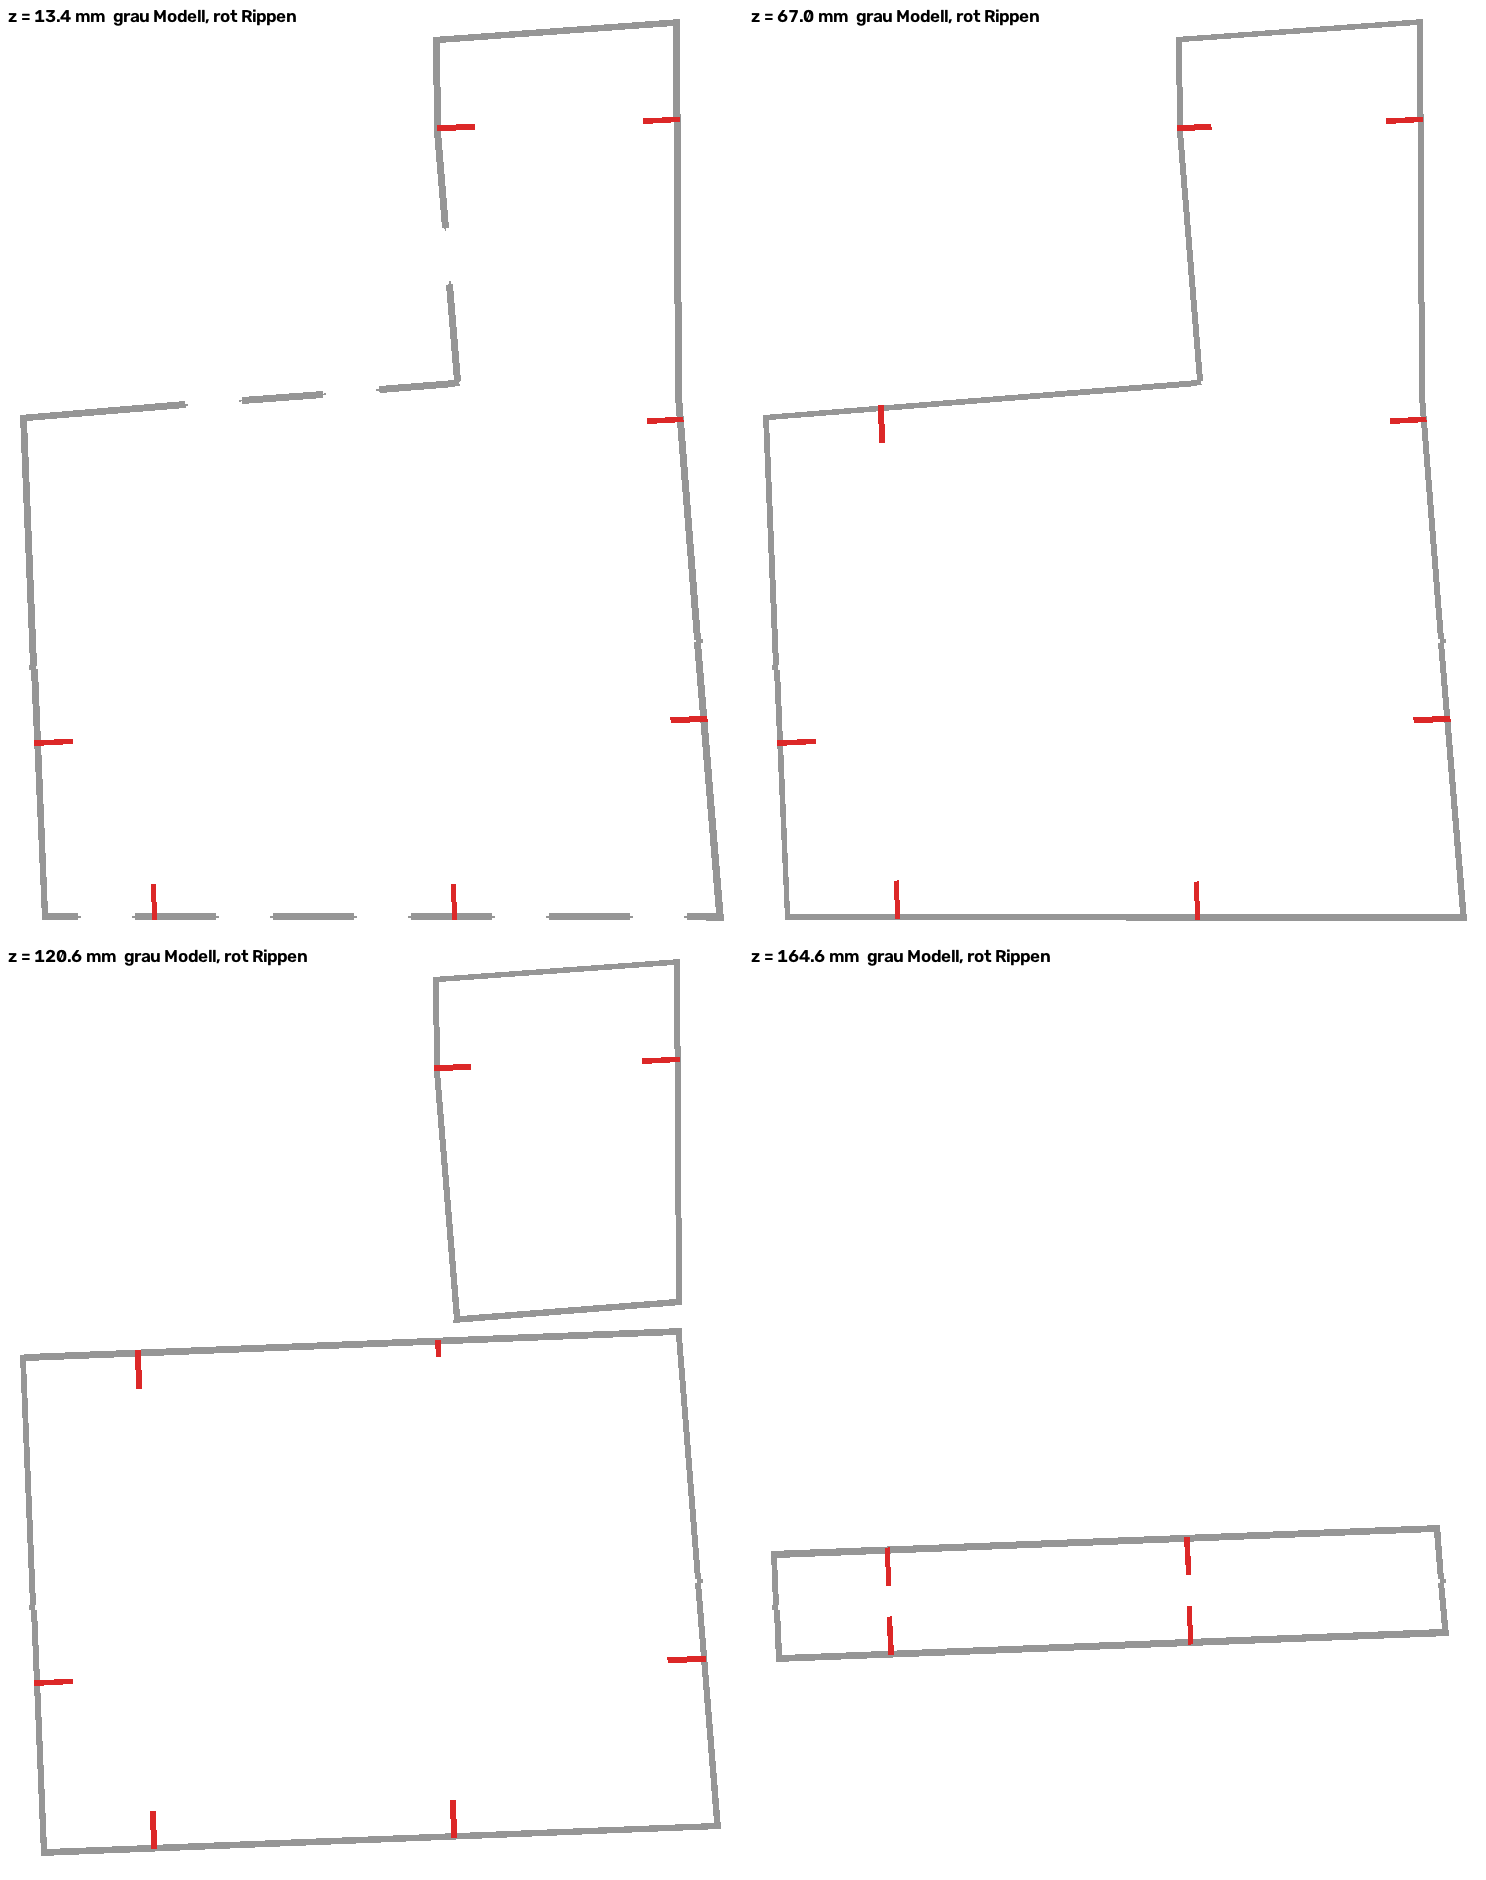 z = 13.4 mm  grau Modell, rot Rippen
z = 67.0 mm  grau Modell, rot Rippen
z = 120.6 mm  grau Modell, rot Rippen
z = 164.6 mm  grau Modell, rot Rippen